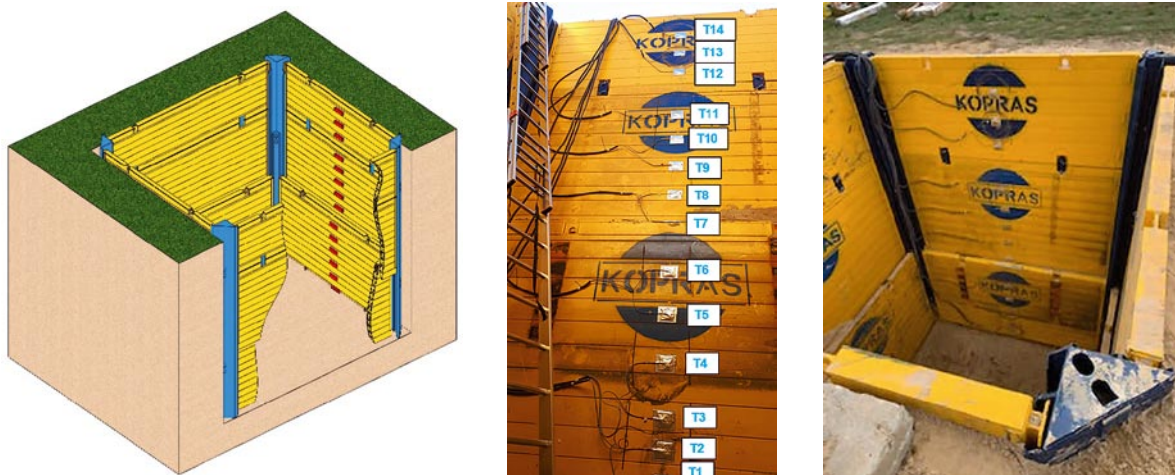 T14
KOPRAS
T13
T12
T11
KOPRAS
T10
T9
T8
T7
T6
KOPRAS
T5
T4
T3
T2
T1
KOPRAS
KOPRAS
KOPRAS